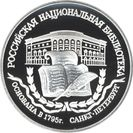 РОССИЙСКАЯ НАЦИОНАЛЬНАЯ БИБЛИОТЕКА
ОСНОВАНА В 1795г. САНКТ-ПЕТЕРБУРГ